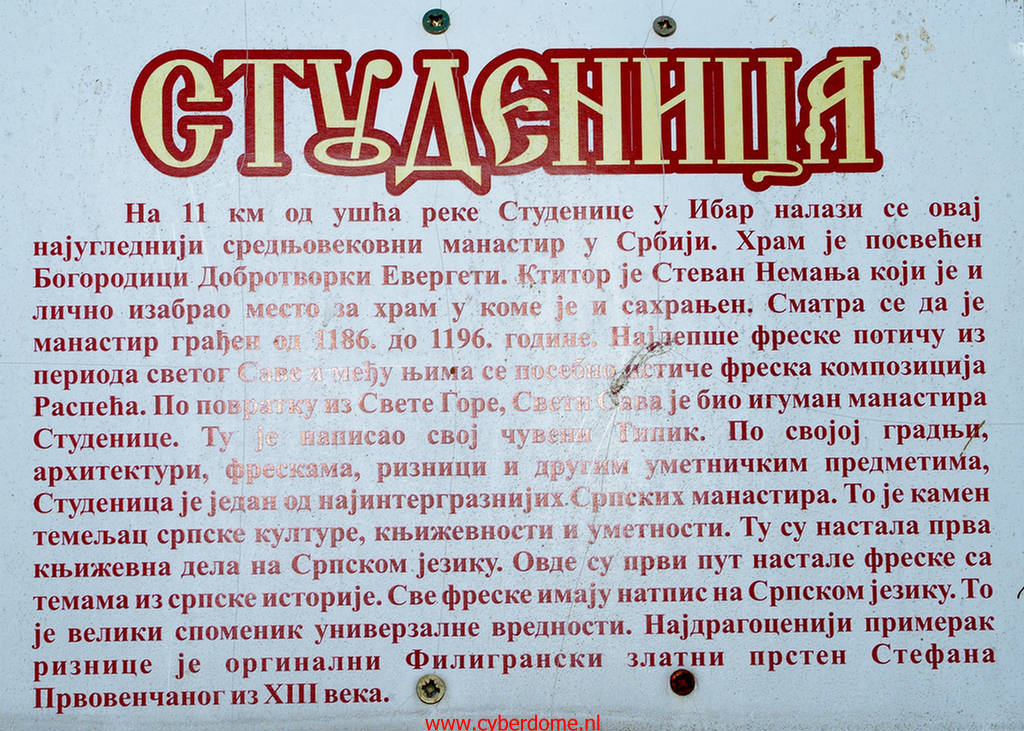 СТУДЕНИЦА
На 11 км од ушћа реке Студенице у Ибар налази се овај
најугледнији средњовековни манастир у Србији. Храм је посвећен
Богородици Добротворки Евергети. Ктитор је Стеван Немања који је и
лично изабрао место за храм у коме је и сахрањен. Сматра се да је
манастир грађен од 1186. до 1196. године. Најлепше фреске потичу из
периода светог Саве и међу њима се посебно истиче фреска композиција
Распећа. По повратку из Свете Горе, Свети Сава је био игуман манастира
Студенице. Ту је написао свој чувени Типик. По својој градњи,
архитектури, фрескама, ризници и другим уметничким предметима,
Студеница је један од најинтергразнијих Српских манастира. То је камен
темељац српске културе, књижевности и уметности. Ту су настала прва
књижевна дела на Српском језику. Овде су први пут настале фреске са
темама из српске историје. Све фреске имају натпис на Српском језику. То
је велики споменик универзалне вредности. Најдрагоценији примерак
ризнице је оргинални Филигрански златни прстен Стефана
Првовенчаног из XIII века.
www.cyberdome.nl